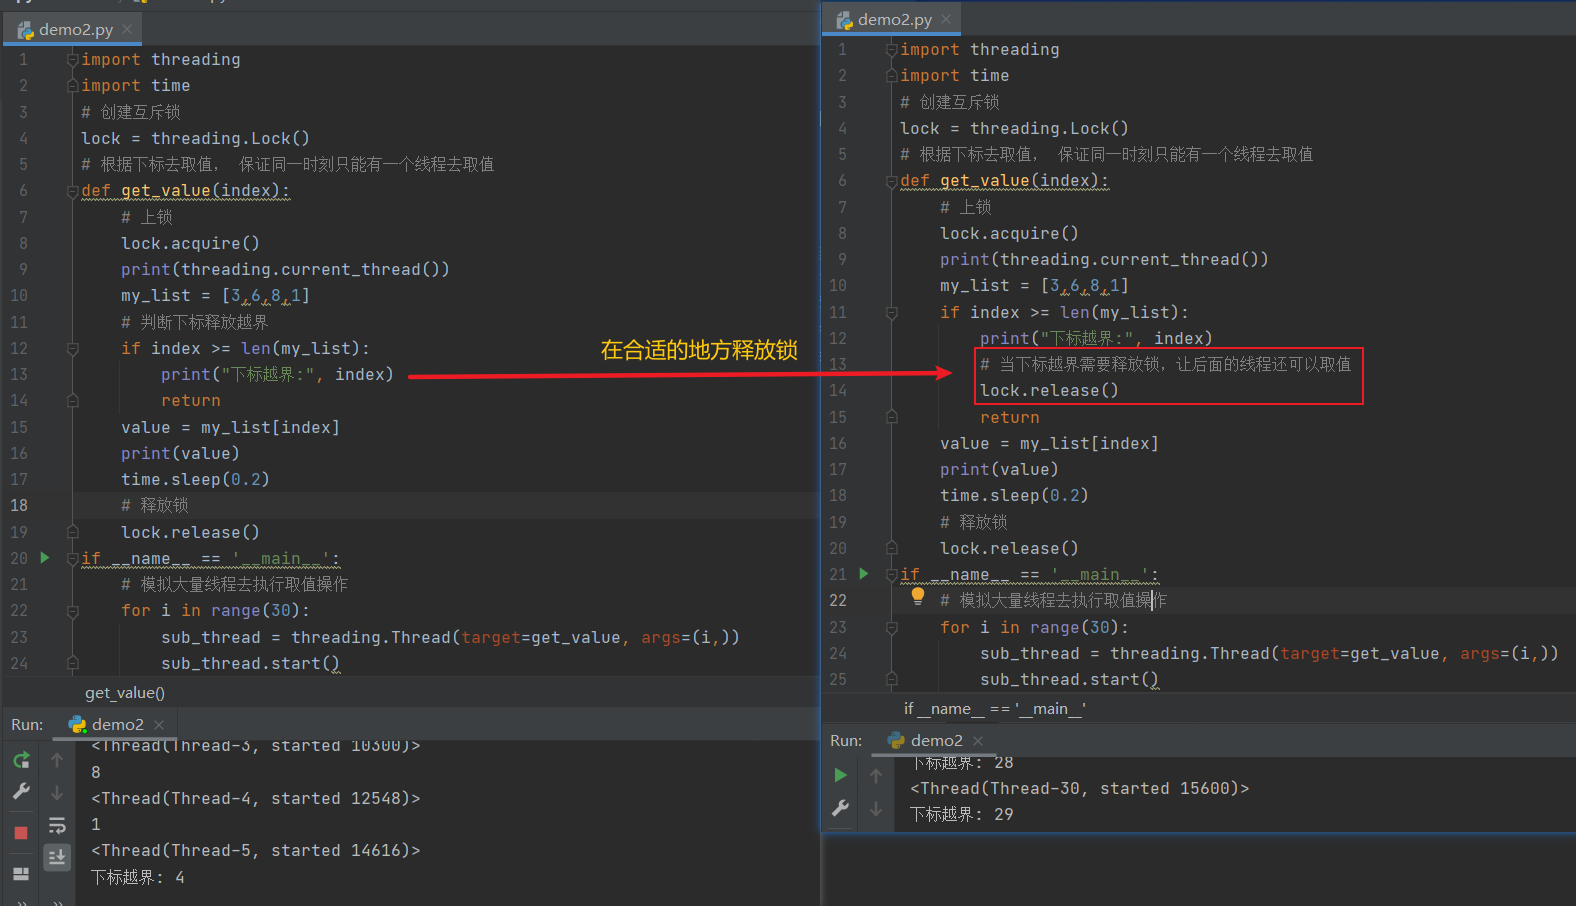 demo2.py
1 import threading
2 import time
3 # 创建互斥锁
4 lock = threading.Lock()
5 # 根据下标去取值， 保证同一时刻只能有一个线程去取值
6 def get_value(index):
7 # 上锁
8 lock.acquire()
9 print(threading.current_thread())
10 my_list = [3,6,8,1]
11 # 判断下标释放越界
12 if index >= len(my_list):
13 print("下标越界:", index)
14 return
15 value = my_list[index]
16 print(value)
17 time.sleep(0.2)
18 # 释放锁
19 lock.release()
20 if __name__ == '__main__':
21 # 模拟大量线程去执行取值操作
22 for i in range(30):
23 sub_thread = threading.Thread(target=get_value, args=(i,))
24 sub_thread.start()
get_value()
Run: demo2
<Thread(Thread-3, started 10300)>
8
<Thread(Thread-4, started 12548)>
1
<Thread(Thread-5, started 14616)>
下标越界: 4
在合适的地方释放锁
demo2.py
1 import threading
2 import time
3 # 创建互斥锁
4 lock = threading.Lock()
5 # 根据下标去取值， 保证同一时刻只能有一个线程去取值
6 def get_value(index):
7 # 上锁
8 lock.acquire()
9 print(threading.current_thread())
10 my_list = [3,6,8,1]
11 if index >= len(my_list):
12 print("下标越界:", index)
13 # 当下标越界需要释放锁，让后面的线程还可以取值
14 lock.release()
15 return
16 value = my_list[index]
17 print(value)
18 time.sleep(0.2)
19 # 释放锁
20 lock.release()
21 if __name__ == '__main__':
22 # 模拟大量线程去执行取值操作
23 for i in range(30):
24 sub_thread = threading.Thread(target=get_value, args=(i,))
25 sub_thread.start()
if __name__ == '__main__'
Run: demo2
下标越界: 28
<Thread(Thread-30, started 15600)>
下标越界: 29